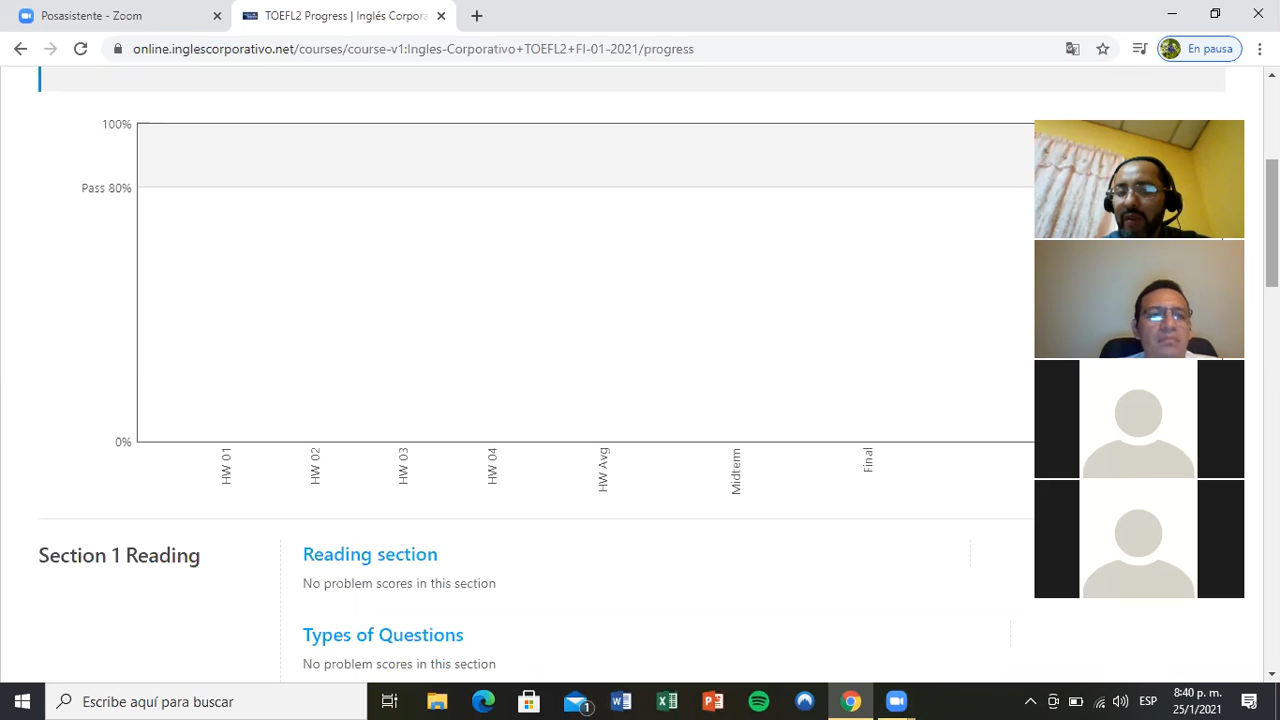 Posasistente - Zoom
TOEFL2 Progress | Inglés Corpora
online.inglescorporativo.net/courses/course-v1:Ingles-Corporativo+TOEFL2+FI-01-2021/progress
En pausa
100%
Pass 80%
0%
HW 01
HW 02
HW 03
HW 04
HW Avg
Midterm
Final
Section 1 Reading
Reading section
No problem scores in this section
Types of Questions
No problem scores in this section
Escribe aquí para buscar
1
ESP
8:40 p. m.
25/1/2021